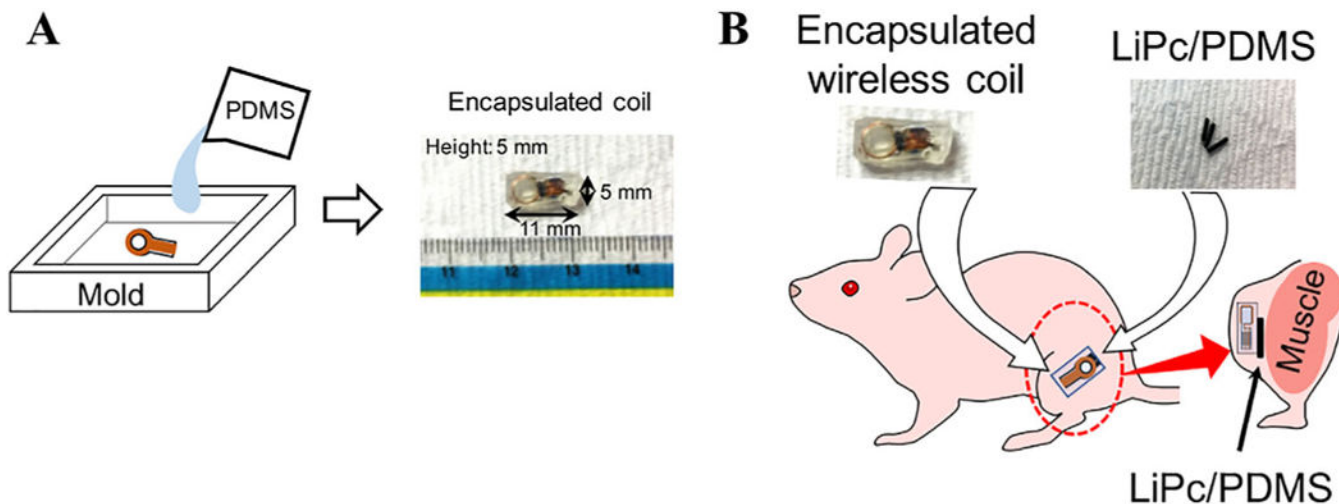 A
PDMS
Mold
Encapsulated coil
Height: 5 mm
5 mm
11 mm
11
12
13
14
B
Encapsulated
wireless coil
LiPc/PDMS
Muscle
LiPc/PDMS